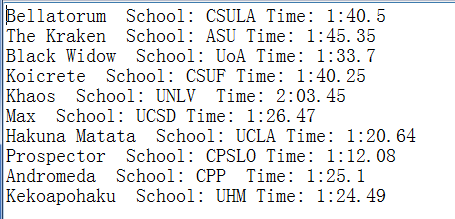 Bellatorum  School: CSULA Time: 1:40.5
The Kraken  School: ASU Time: 1:45.35
Black Widow  School: UoA Time: 1:33.7
Koicrete  School: CSUF Time: 1:40.25
Khaos  School: UNLV  Time: 2:03.45
Max  School: UCSD Time: 1:26.47
Hakuna Matata  School: UCLA Time: 1:20.64
Prospector  School: CPSLO Time: 1:12.08
Andromeda  School: CPP  Time: 1:25.1
Kekoapohaku  School: UHM Time: 1:24.49